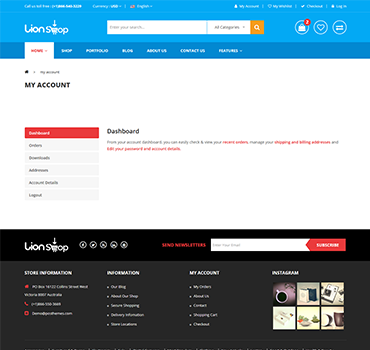 Call us toll free: (+1)866-540-3229 Currency : USD English My Account My Wishlist Checkout Log In
Lion Shop
Enter your keyword... All Categories 2
HOME SHOP PORTFOLIO BLOG ABOUT US CONTACT US FEATURES
my account
MY ACCOUNT
Dashboard
Orders
Downloads
Addresses
Account Details
Logout
Dashboard
From your account dashboard. you can easily check & view your recent orders, manage your shipping and billing addresses and
Edit your password and account details.
Lion Shop
SEND NEWSLETTERS Enter Your Email SUBSCRIBE
STORE INFORMATION
PO Box 16122 Collins Street West
Victoria 8007 Australia
(+1)866-550-3669
Demo@posthemes.com
INFORMATION
Our Blog
About Our Shop
Secure Shopping
Delivery Information
Store Locations
MY ACCOUNT
My Orders
About Us
Contact
Shopping Cart
Checkout
INSTAGRAM